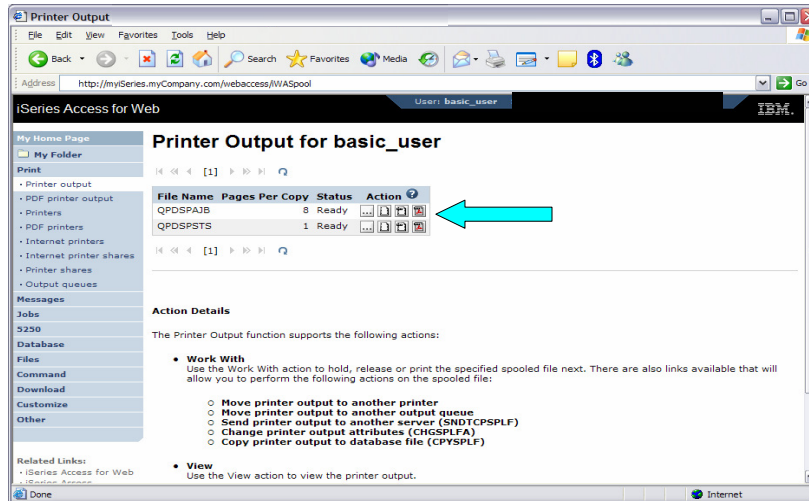 Printer Output
File Edit View Favorites Tools Help
Back Search Favorites Media
Address http://myiSeries.myCompany.com/webaccess/iWASpool Go
User: basic_user
iSeries Access for Web
IBM.
My Home Page
My Folder
Print
• Printer output
• PDF printer output
• Printers
• PDF printers
• Internet printers
• Internet printer shares
• Printer shares
• Output queues
Messages
Jobs
5250
Database
Files
Command
Download
Customize
Other
Related Links:
• iSeries Access for Web
• iSeries Access
Printer Output for basic_user
[1]
File Name Pages Per Copy Status Action ?
QPDSPAJB 8 Ready ...
QPDSPSTS 1 Ready ...
[1]
Action Details
The Printer Output function supports the following actions:
• Work With
Use the Work With action to hold, release or print the specified spooled file next. There are also links available that will
allow you to perform the following actions on the spooled file:
○ Move printer output to another printer
○ Move printer output to another output queue
○ Send printer output to another server (SNDTCPSPLF)
○ Change printer output attributes (CHGSPLFA)
○ Copy printer output to database file (CPYSPLF)
• View
Use the View action to view the printer output.
Done Internet